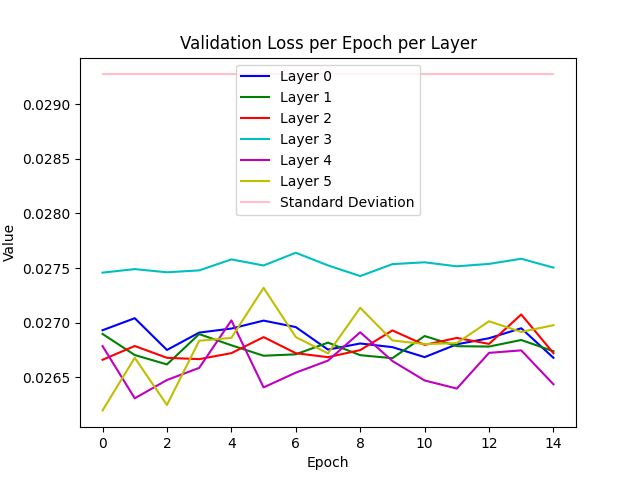 Validation Loss per Epoch per Layer
Layer 0
Layer 1
Layer 2
Layer 3
Layer 4
Layer 5
Standard Deviation
Value
0.0290
0.0285
0.0280
0.0275
0.0270
0.0265
0 2 4 6 8 10 12 14
Epoch